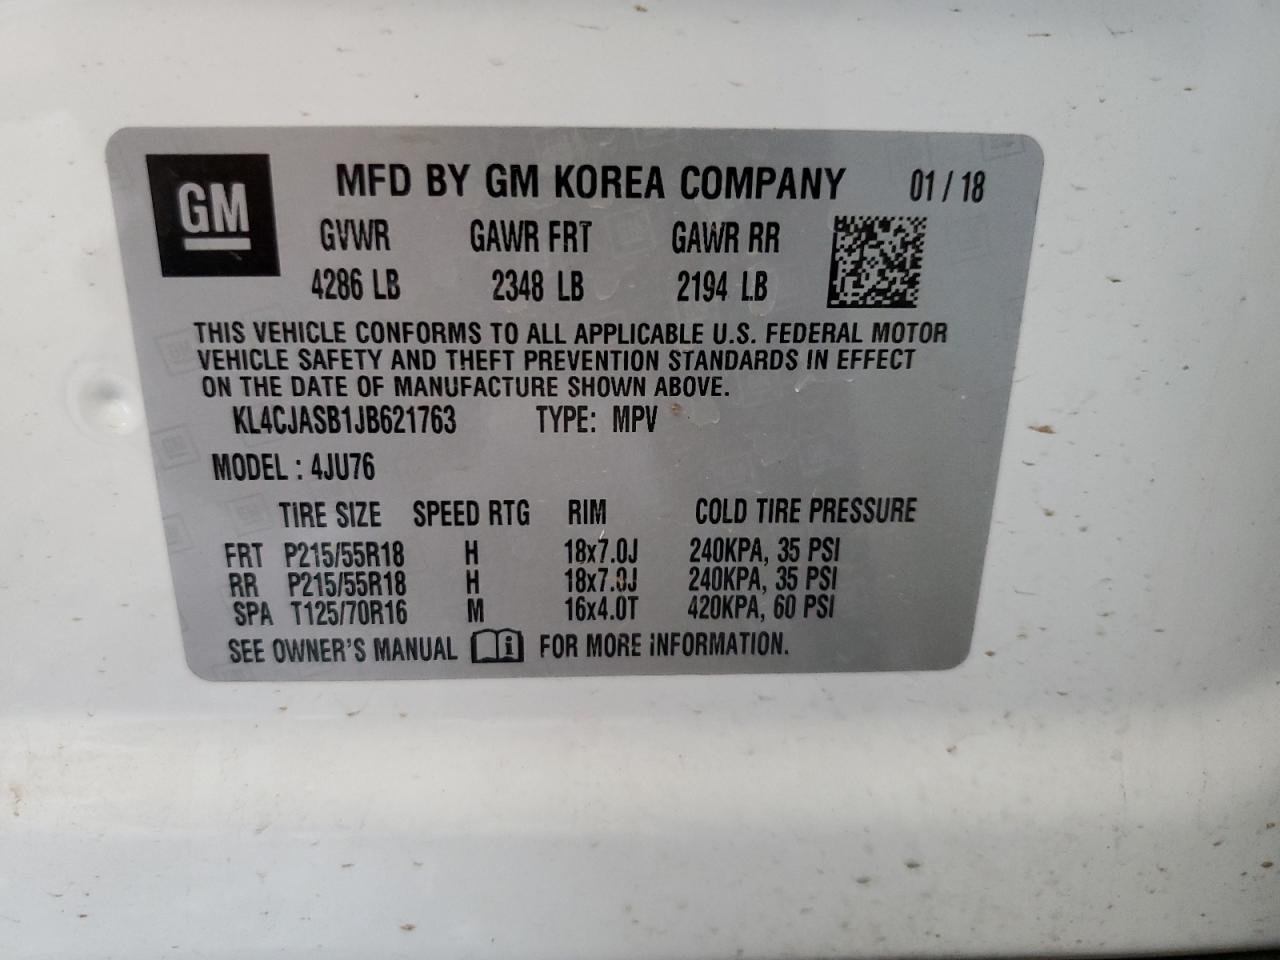 GM MFD BY GM KOREA COMPANY 01 / 18
GVWR GAWR FRT GAWR RR
4286 LB 2348 LB 2194 LB
THIS VEHICLE CONFORMS TO ALL APPLICABLE U.S. FEDERAL MOTOR
VEHICLE SAFETY AND THEFT PREVENTION STANDARDS IN EFFECT
ON THE DATE OF MANUFACTURE SHOWN ABOVE.
KL4CJASB1JB621763 TYPE: MPV
MODEL : 4JU76
TIRE SIZE SPEED RTG RIM COLD TIRE PRESSURE
FRT P215/55R18 H 18x7.0J 240KPA, 35 PSI
RR P215/55R18 H 18x7.0J 240KPA, 35 PSI
SPA T125/70R16 M 16x4.0T 420KPA, 60 PSI
SEE OWNER'S MANUAL i FOR MORE INFORMATION.